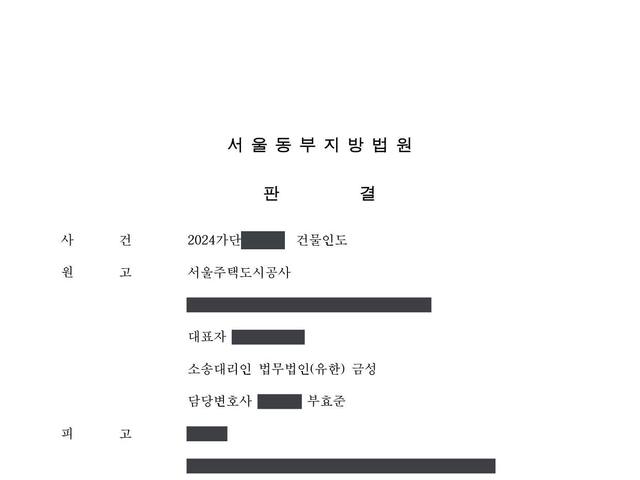 서울동부지방법원
판 결
사 건 2024가단 건물인도
원 고 서울주택도시공사
대표자
소송대리인 법무법인(유한) 금성
담당변호사 부효준
피 고